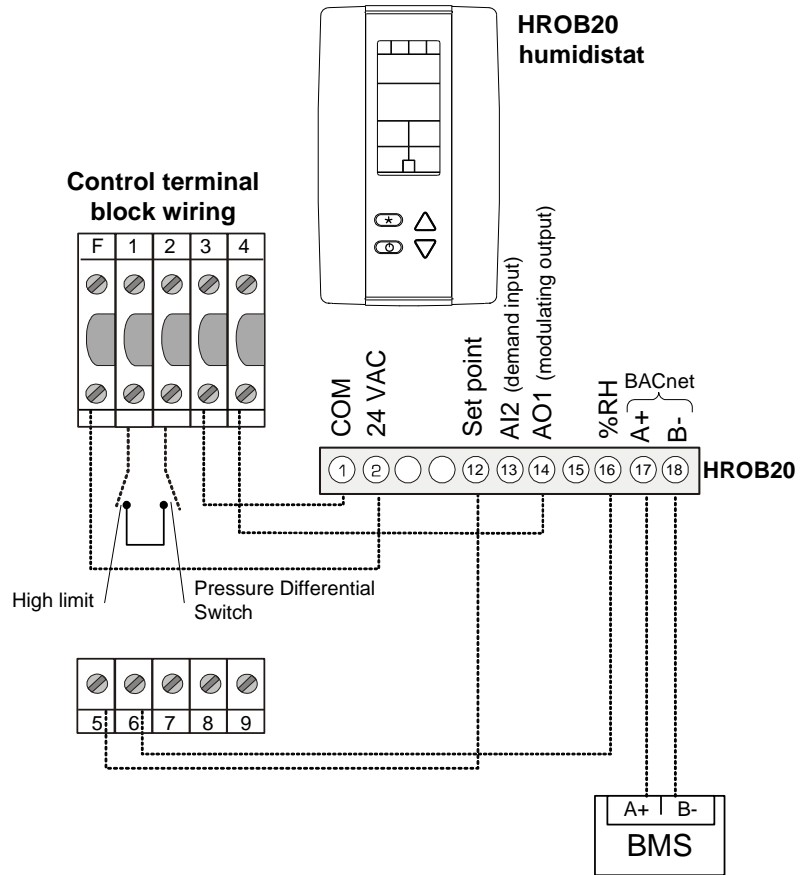 HROB20
humidistat
Control terminal
block wiring
F 1 2 3 4
COM
24 VAC
Set point
AI2 (demand input)
AO1 (modulating output)
%RH
BACnet
A+
B-
1 2 12 13 14 15 16 17 18
HROB20
High limit
Pressure Differential
Switch
5 6 7 8 9
A+ B-
BMS